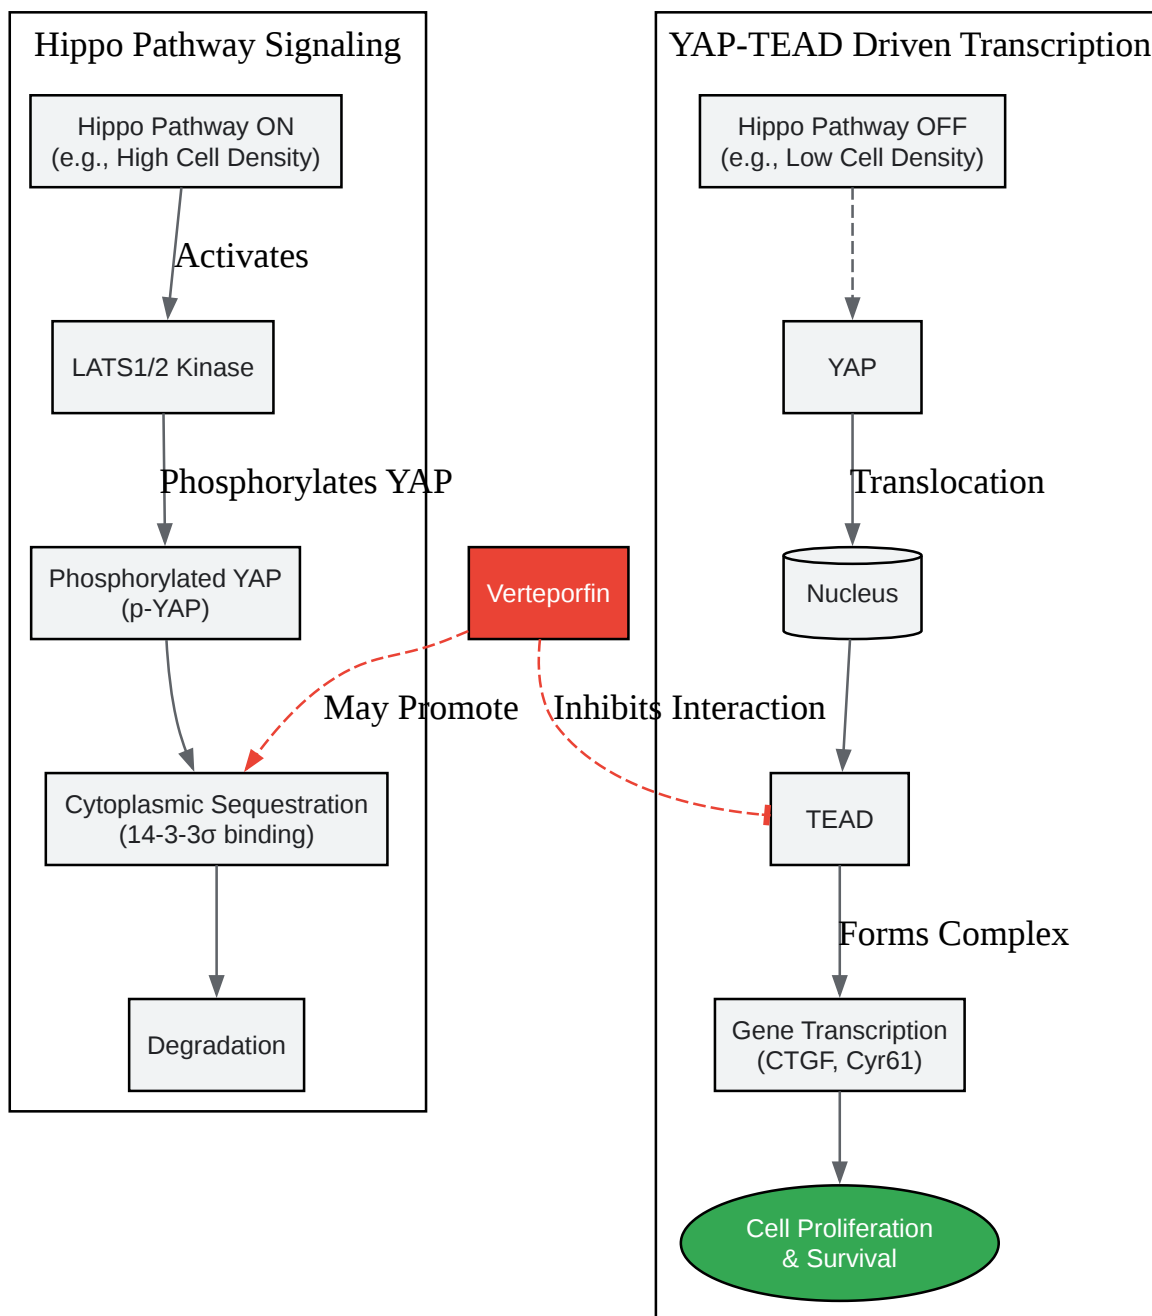 Hippo Pathway Signaling
Hippo Pathway ON
(e.g., High Cell Density)
Activates
LATS1/2 Kinase
Phosphorylates YAP
Phosphorylated YAP
(p-YAP)
Cytoplasmic Sequestration
(14-3-3σ binding)
Degradation
Verteporfin
May Promote
Inhibits Interaction
YAP-TEAD Driven Transcription
Hippo Pathway OFF
(e.g., Low Cell Density)
YAP
Translocation
Nucleus
TEAD
Forms Complex
Gene Transcription
(CTGF, Cyr61)
Cell Proliferation
& Survival